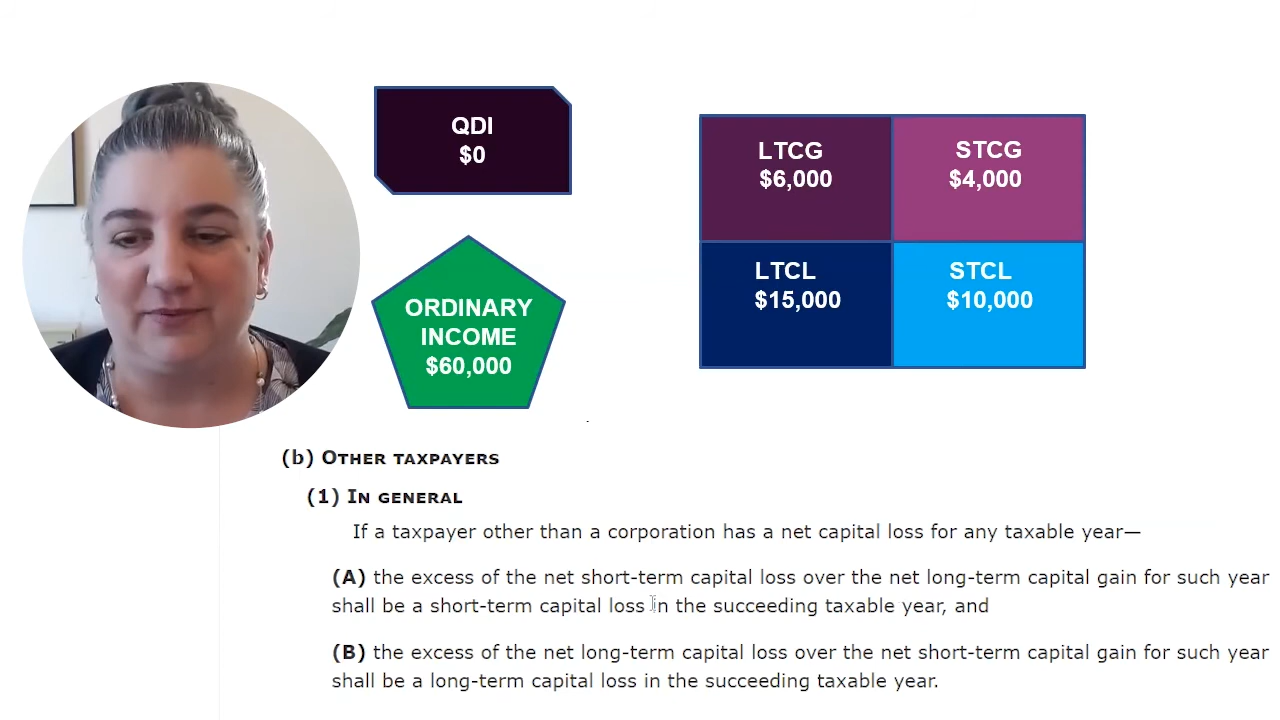 QDI
$0
ORDINARY
INCOME
$60,000
LTCG
$6,000
STCG
$4,000
LTCL
$15,000
STCL
$10,000
(b) OTHER TAXPAYERS
(1) IN GENERAL
If a taxpayer other than a corporation has a net capital loss for any taxable year—
(A) the excess of the net short-term capital loss over the net long-term capital gain for such year
shall be a short-term capital loss in the succeeding taxable year, and
(B) the excess of the net long-term capital loss over the net short-term capital gain for such year
shall be a long-term capital loss in the succeeding taxable year.